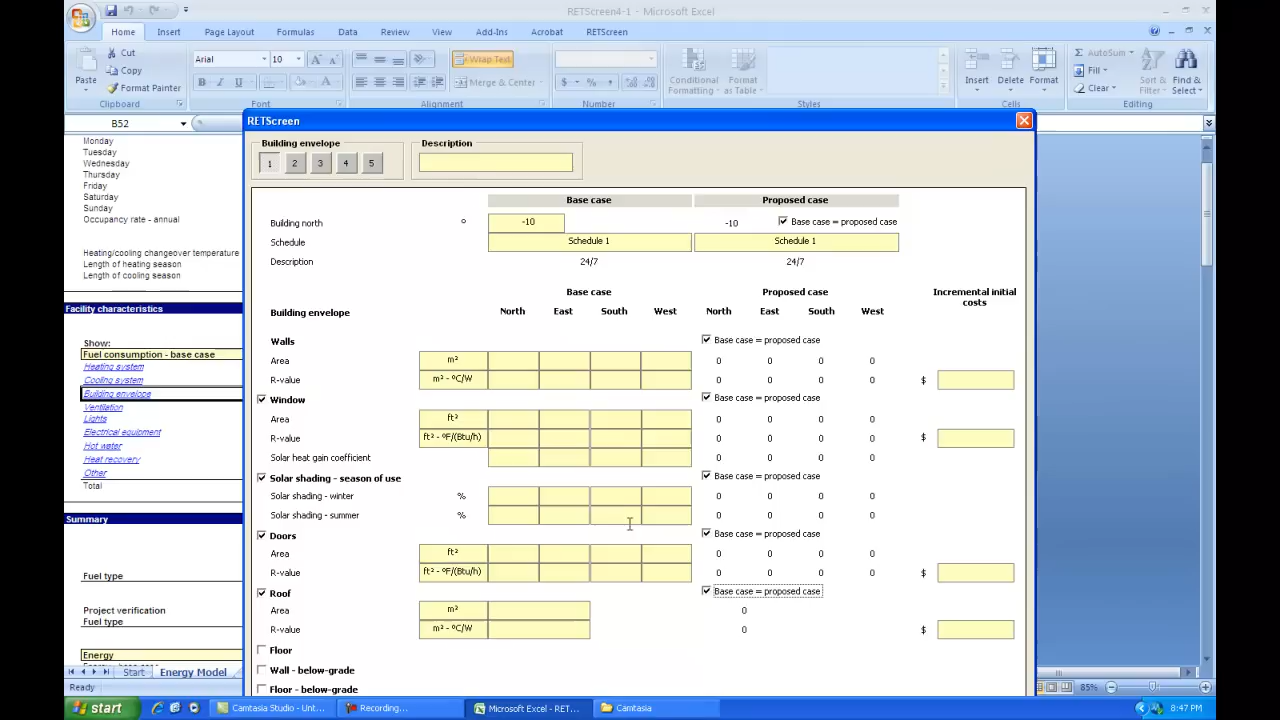 RETScreen4-1 - Microsoft Excel
Home Insert Formulas Data Review View Add-Ins Acrobat RETScreen
Cut
Copy
Format Painter
Paste
Arial 10
B I U
Wrap Text
Merge & Center
$ % ,
Conditional Formatting
Format as Table
Insert Delete Format
Σ AutoSum
Fill
Clear
Sort & Filter
Find & Select
Clipboard Font Alignment Number Styles Cells Editing
B52
Monday
Tuesday
Wednesday
Thursday
Friday
Saturday
Sunday
Occupancy rate - annual
Heating/cooling changeover temperature
Length of heating season
Length of cooling season
Facility characteristics
Show:
Fuel consumption - base case
Heating system
Cooling system
Building envelope
Ventilation
Lights
Electrical equipment
Hot water
Heat recovery
Other
Total
Summary
Fuel type
Project verification
Fuel type
Energy
RETScreen
Building envelope
1 2 3 4 5
Description
Base case Proposed case
Building north º -10 -10 Base case = proposed case
Schedule Schedule 1 Schedule 1
Description 24/7 24/7
Base case Proposed case Incremental initial costs
Building envelope North East South West North East South West
Walls Base case = proposed case
Area m² 0 0 0 0
R-value m² - ºC/W 0 0 0 0 $
Window Base case = proposed case
Area ft² 0 0 0 0
R-value ft² - ºF/(Btu/h) 0 0 0 0 $
Solar heat gain coefficient 0 0 0 0
Solar shading - season of use Base case = proposed case
Solar shading - winter % 0 0 0 0
Solar shading - summer % 0 0 0 0
Doors Base case = proposed case
Area ft² 0 0 0 0
R-value ft² - ºF/(Btu/h) 0 0 0 0 $
Roof Base case = proposed case
Area m² 0
R-value m² - ºC/W 0 $
Floor
Wall - below-grade
Floor - below-grade
Start Energy Model
Ready 85%
start Camtasia Studio - Unt... Recording... Microsoft Excel - RET... Camtasia 8:47 PM